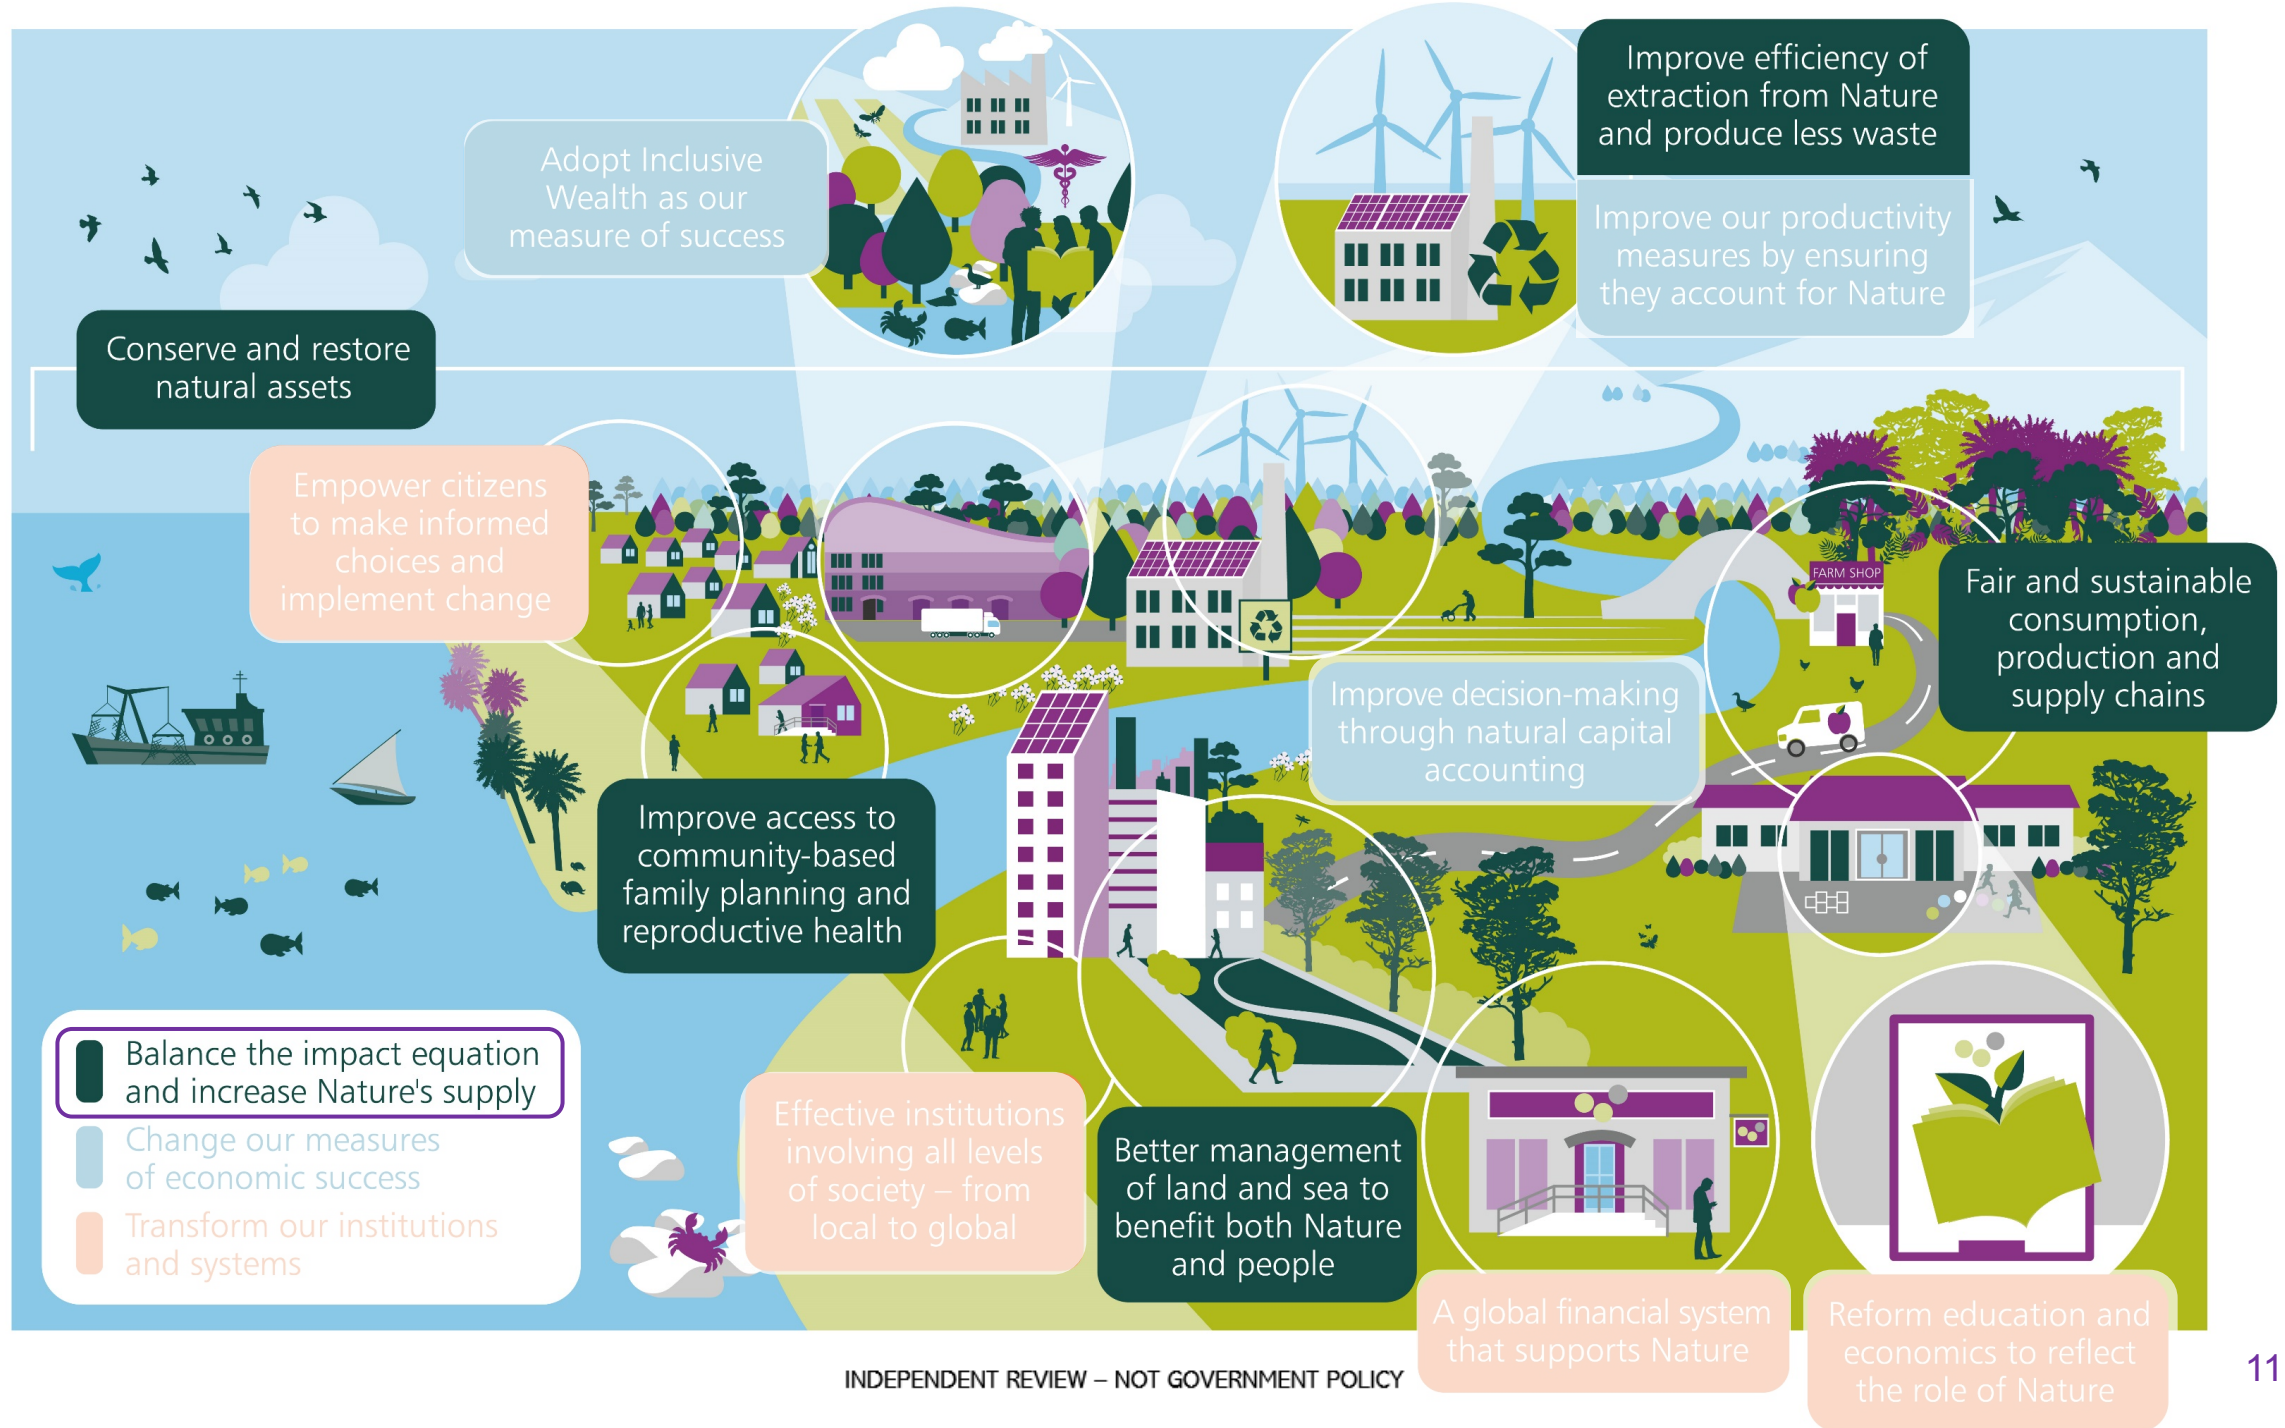 Improve efficiency of
extraction from Nature
and produce less waste
Adopt Inclusive
Wealth as our
measure of success
Improve our productivity
measures by ensuring
they account for Nature
Conserve and restore
natural assets
Empower citizens
to make informed
choices and
implement change
FARM SHOP
Fair and sustainable
consumption,
production and
supply chains
Improve decision-making
through natural capital
accounting
Improve access to
community-based
family planning and
reproductive health
Balance the impact equation
and increase Nature's supply
Change our measures
of economic success
Transform our institutions
and systems
Effective institutions
involving all levels
of society – from
local to global
Better management
of land and sea to
benefit both Nature
and people
A global financial system
that supports Nature
Reform education and
economics to reflect
the role of Nature
INDEPENDENT REVIEW – NOT GOVERNMENT POLICY
11